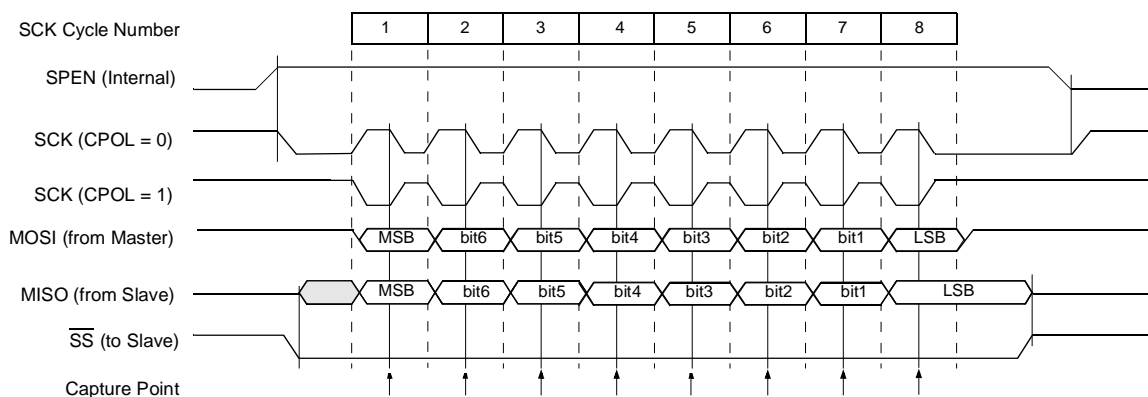 SCK Cycle Number 1 2 3 4 5 6 7 8
SPEN (Internal)
SCK (CPOL = 0)
SCK (CPOL = 1)
MOSI (from Master) MSB bit6 bit5 bit4 bit3 bit2 bit1 LSB
MISO (from Slave) MSB bit6 bit5 bit4 bit3 bit2 bit1 LSB
S̅S̅ (to Slave)
Capture Point